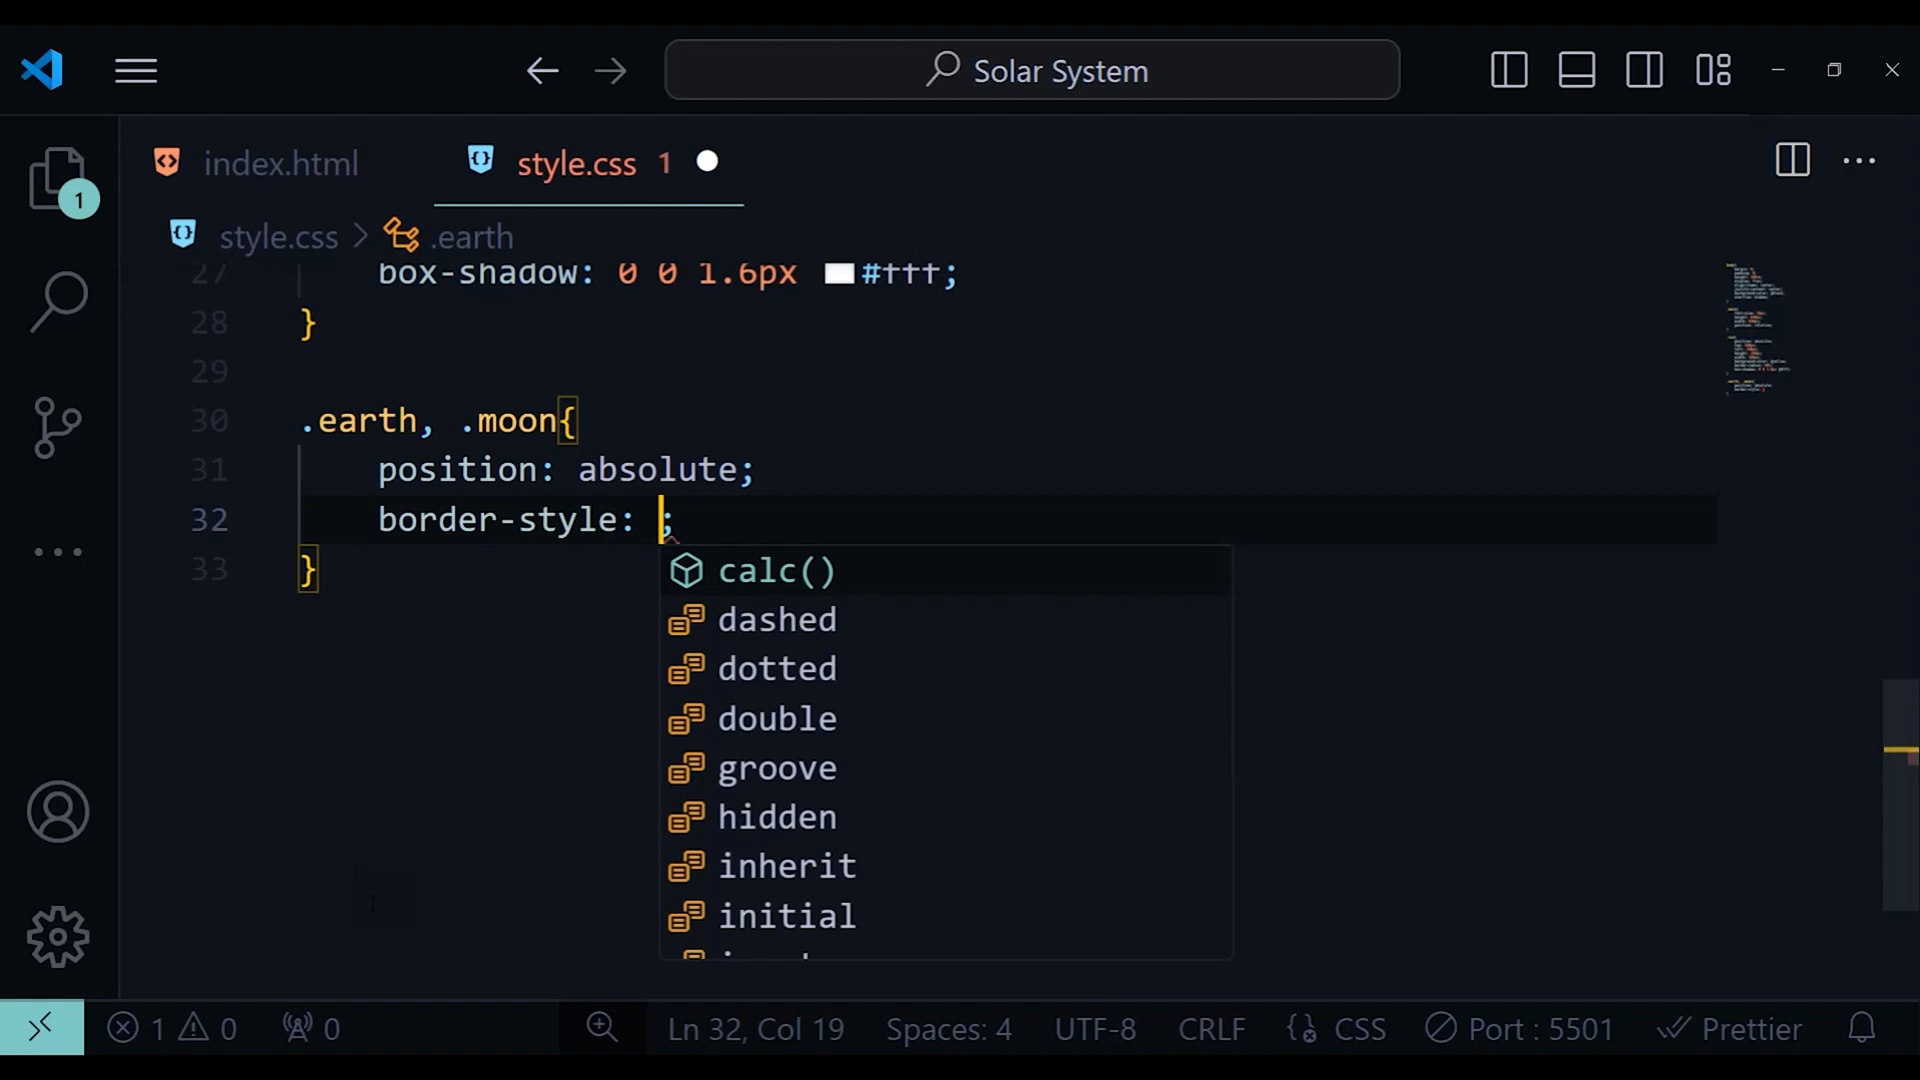 Solar System
index.html
style.css 1
1
style.css > .earth
27 box-shadow: 0 0 1.6px #fff;
28 }
29
30 .earth, .moon{
31 position: absolute;
32 border-style: ;
33 }
calc()
dashed
dotted
double
groove
hidden
inherit
initial
1 0 0 Ln 32, Col 19 Spaces: 4 UTF-8 CRLF CSS Port : 5501 Prettier